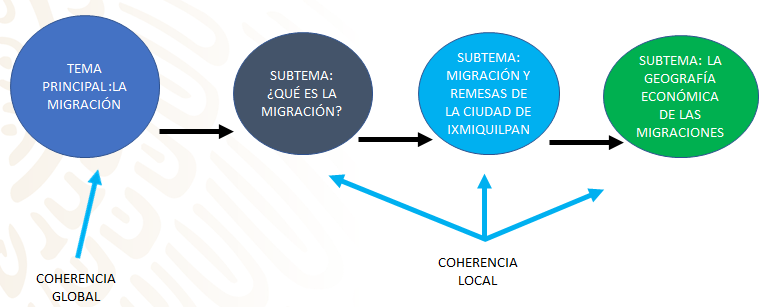 TEMA
PRINCIPAL :LA
MIGRACIÓN
SUBTEMA:
¿QUÉ ES LA
MIGRACIÓN?
SUBTEMA:
MIGRACIÓN Y
REMESAS DE
LA CIUDAD DE
IXMIQUILPAN
SUBTEMA: LA
GEOGRAFÍA
ECONÓMICA
DE LAS
MIGRACIONES
COHERENCIA
GLOBAL
COHERENCIA
LOCAL